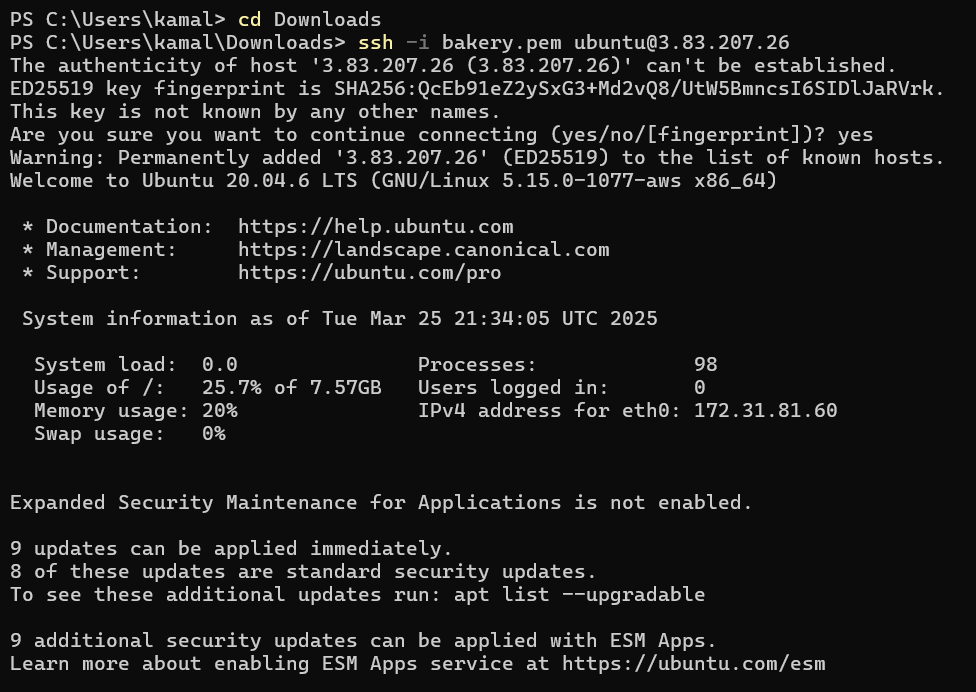 PS C:\Users\kamal> cd Downloads
PS C:\Users\kamal\Downloads> ssh -i bakery.pem ubuntu@3.83.207.26
The authenticity of host '3.83.207.26 (3.83.207.26)' can't be established.
ED25519 key fingerprint is SHA256:QcEb91eZ2ySxG3+Md2vQ8/UtW5BmncsI6SIDlJaRVrk.
This key is not known by any other names.
Are you sure you want to continue connecting (yes/no/[fingerprint])? yes
Warning: Permanently added '3.83.207.26' (ED25519) to the list of known hosts.
Welcome to Ubuntu 20.04.6 LTS (GNU/Linux 5.15.0-1077-aws x86_64)
* Documentation:  https://help.ubuntu.com
* Management:     https://landscape.canonical.com
* Support:        https://ubuntu.com/pro
System information as of Tue Mar 25 21:34:05 UTC 2025
System load:  0.0               Processes:             98
Usage of /:   25.7% of 7.57GB   Users logged in:       0
Memory usage: 20%               IPv4 address for eth0: 172.31.81.60
Swap usage:   0%
Expanded Security Maintenance for Applications is not enabled.
9 updates can be applied immediately.
8 of these updates are standard security updates.
To see these additional updates run: apt list --upgradable
9 additional security updates can be applied with ESM Apps.
Learn more about enabling ESM Apps service at https://ubuntu.com/esm